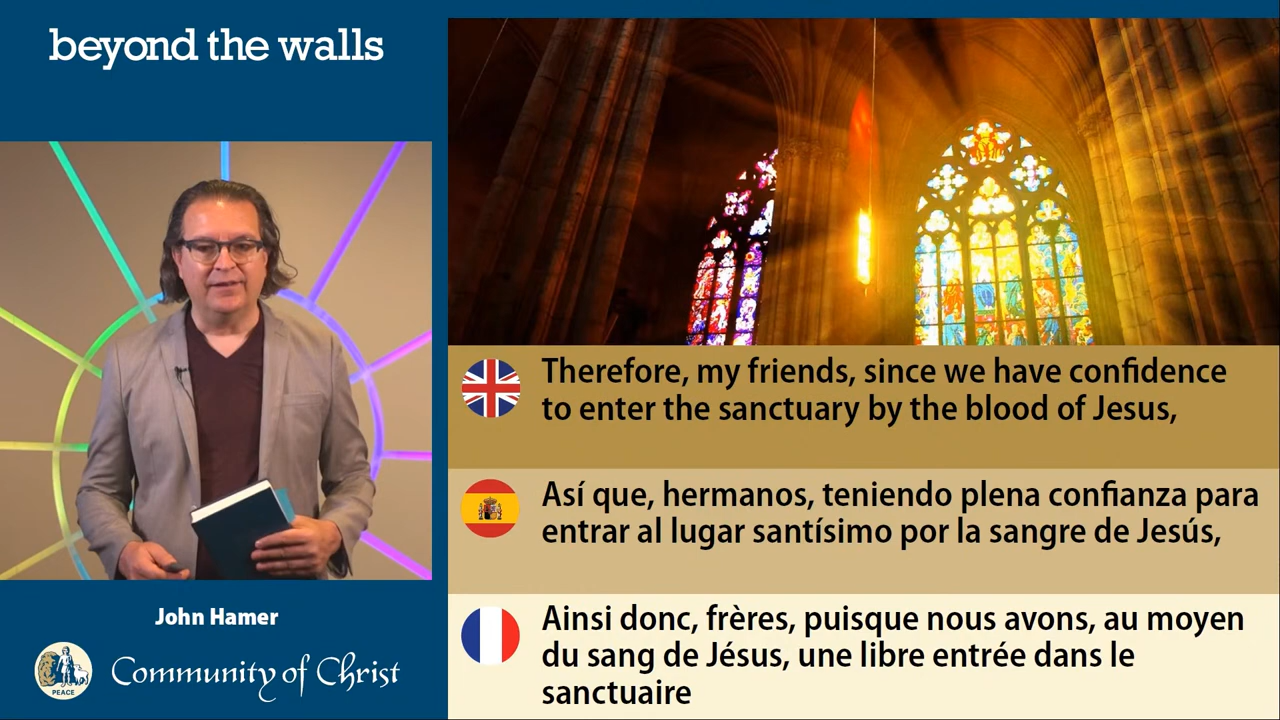 beyond the walls
Therefore, my friends, since we have confidence
to enter the sanctuary by the blood of Jesus,
Así que, hermanos, teniendo plena confianza para
entrar al lugar santísimo por la sangre de Jesús,
Ainsi donc, frères, puisque nous avons, au moyen
du sang de Jésus, une libre entrée dans le
sanctuaire
John Hamer
PEACE
Community of Christ